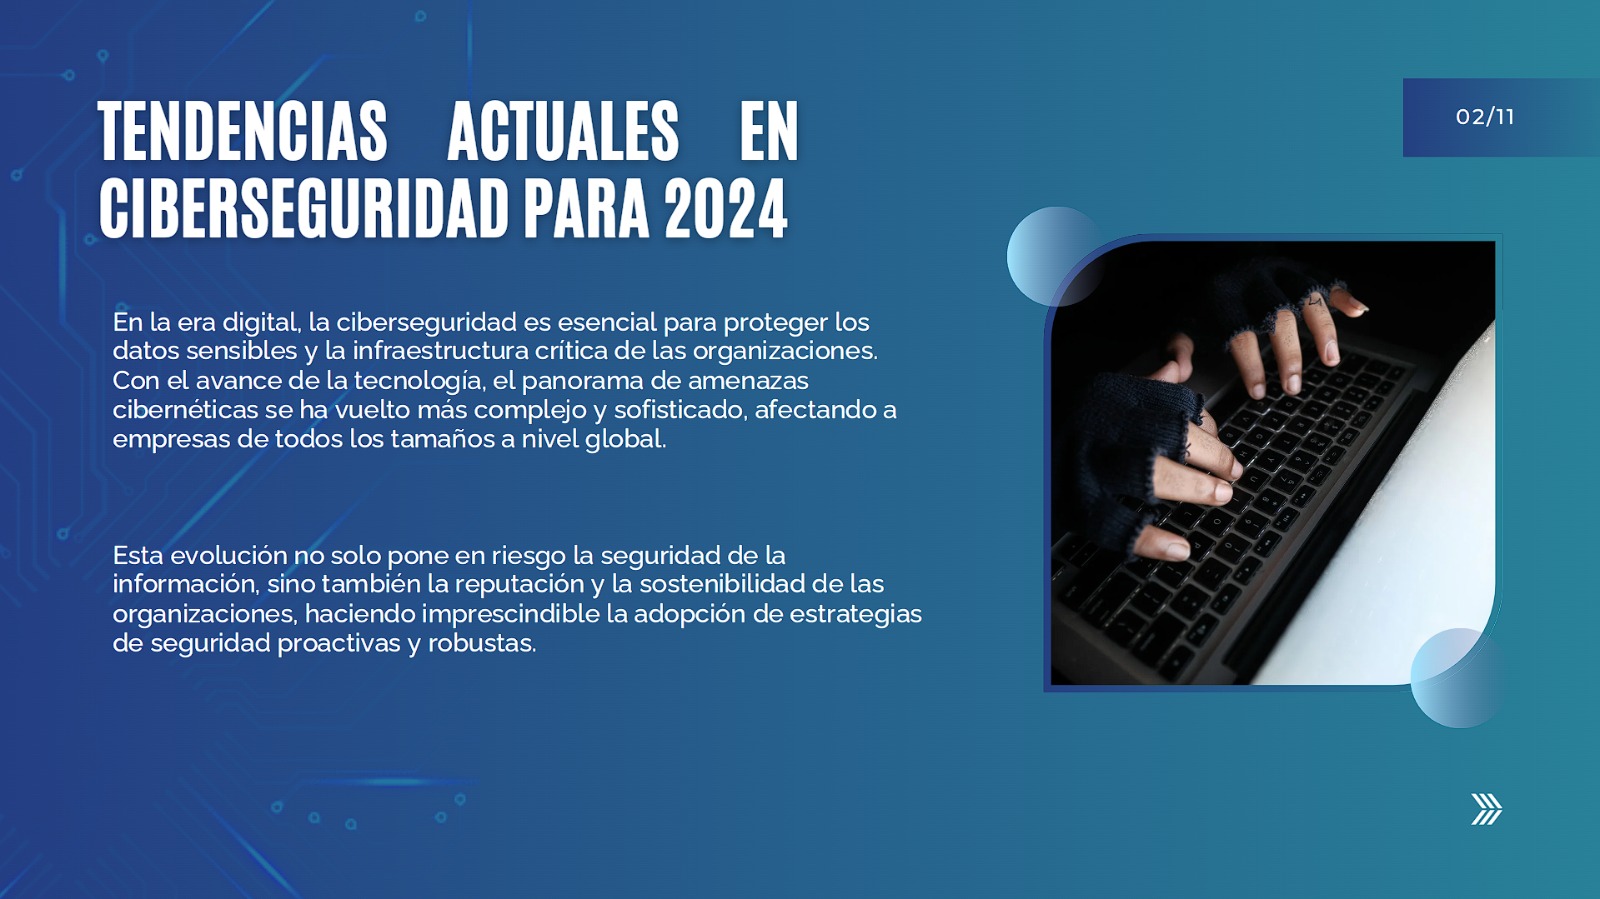 TENDENCIAS ACTUALES EN
CIBERSEGURIDAD PARA 2024
02/11
En la era digital, la ciberseguridad es esencial para proteger los
datos sensibles y la infraestructura crítica de las organizaciones.
Con el avance de la tecnología, el panorama de amenazas
cibernéticas se ha vuelto más complejo y sofisticado, afectando a
empresas de todos los tamaños a nivel global.
Esta evolución no solo pone en riesgo la seguridad de la
información, sino también la reputación y la sostenibilidad de las
organizaciones, haciendo imprescindible la adopción de estrategias
de seguridad proactivas y robustas.